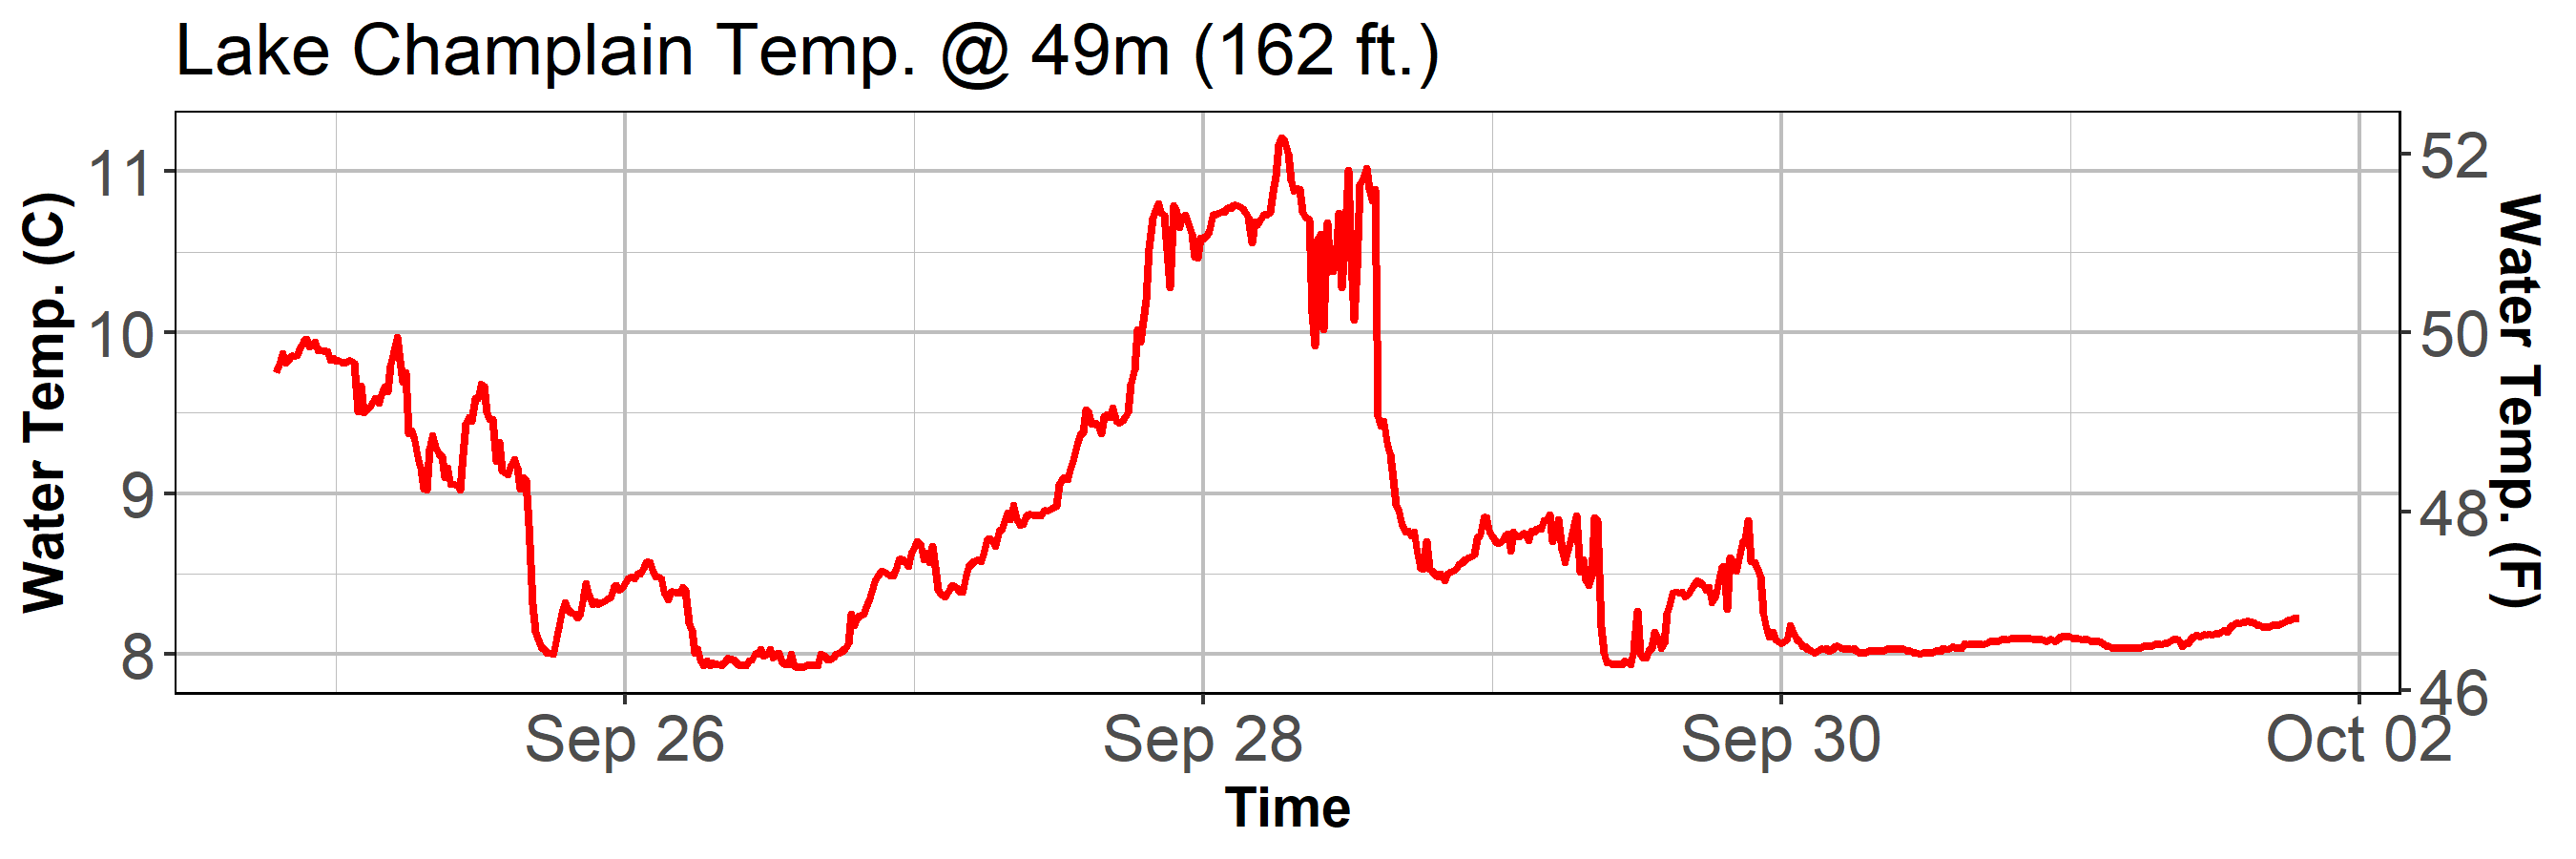 Lake Champlain Temp. @ 49m (162 ft.)
Water Temp. (C)
11
10
9
8
52
50
48
46
Water Temp. (F)
Sep 26 Sep 28 Sep 30 Oct 02
Time